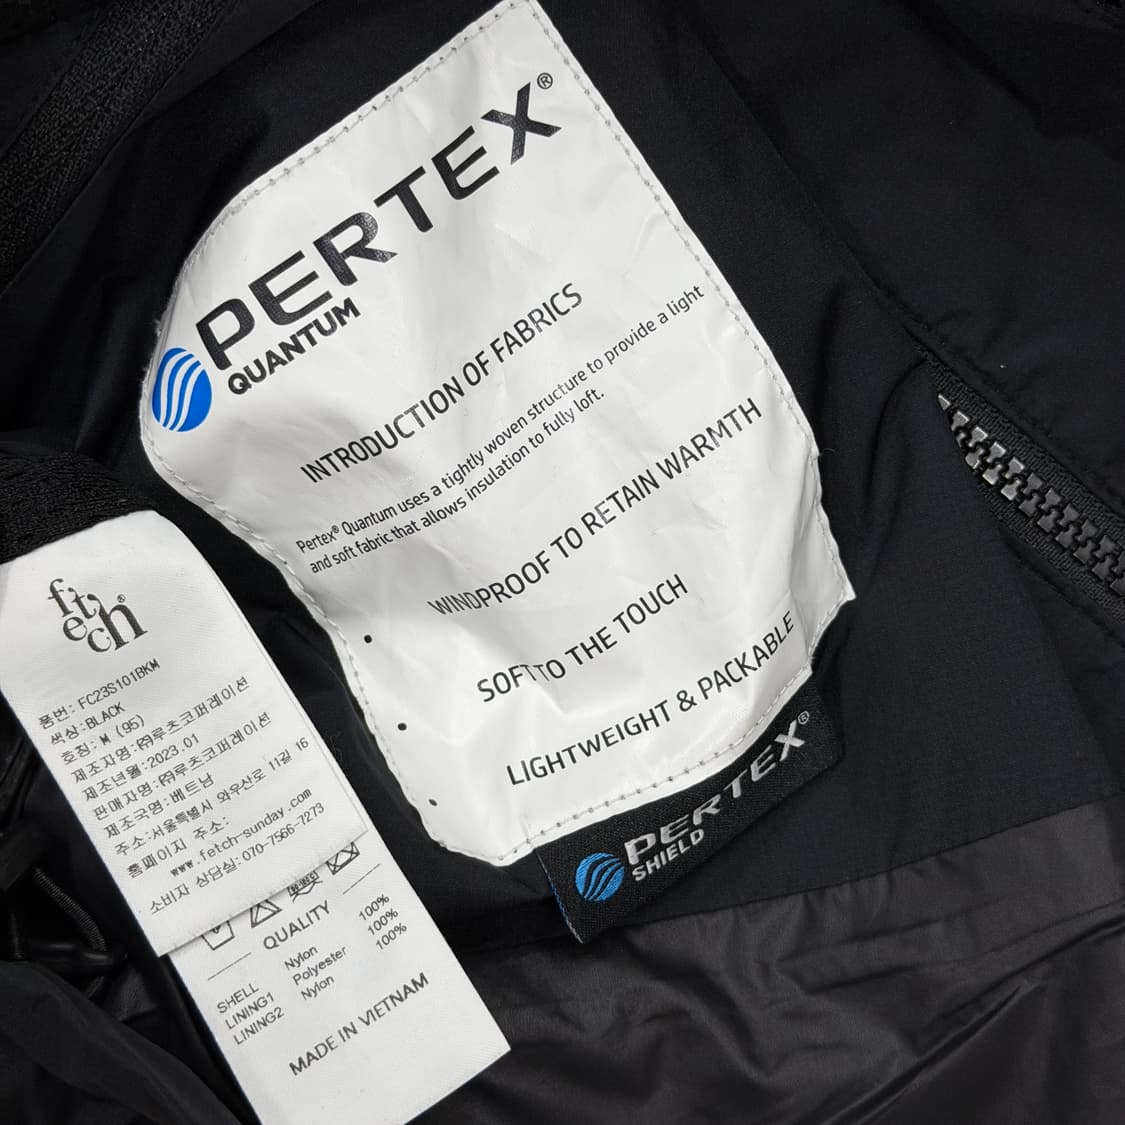 PERTEX®
QUANTUM
INTRODUCTION OF FABRICS
Pertex® Quantum uses a tightly woven structure to provide a light
and soft fabric that allows insulation to fully loft.
• WINDPROOF TO RETAIN WARMTH
• SOFT TO THE TOUCH
• LIGHTWEIGHT & PACKABLE
PERTEX®
SHIELD
fetch®
품번: FC23S101BKM
색상:BLACK
호칭: M (95)
제조자명:㈜루츠코퍼레이션
제조년월:2023.01
판매자명:㈜루츠코퍼레이션
제조국명:베트남
주소:서울특별시 와우산로 11길 16
홈페이지 주소:
www.fetch-sunday.com
소비자 상담실:070-7566-7273
QUALITY
SHELL Nylon 100%
LINING1 Polyester 100%
LINING2 Nylon 100%
MADE IN VIETNAM